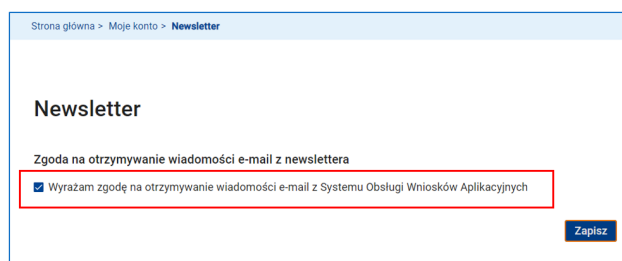 Strona główna > Moje konto > Newsletter
Newsletter
Zgoda na otrzymywanie wiadomości e-mail z newslettera
Wyrażam zgodę na otrzymywanie wiadomości e-mail z Systemu Obsługi Wniosków Aplikacyjnych
Zapisz